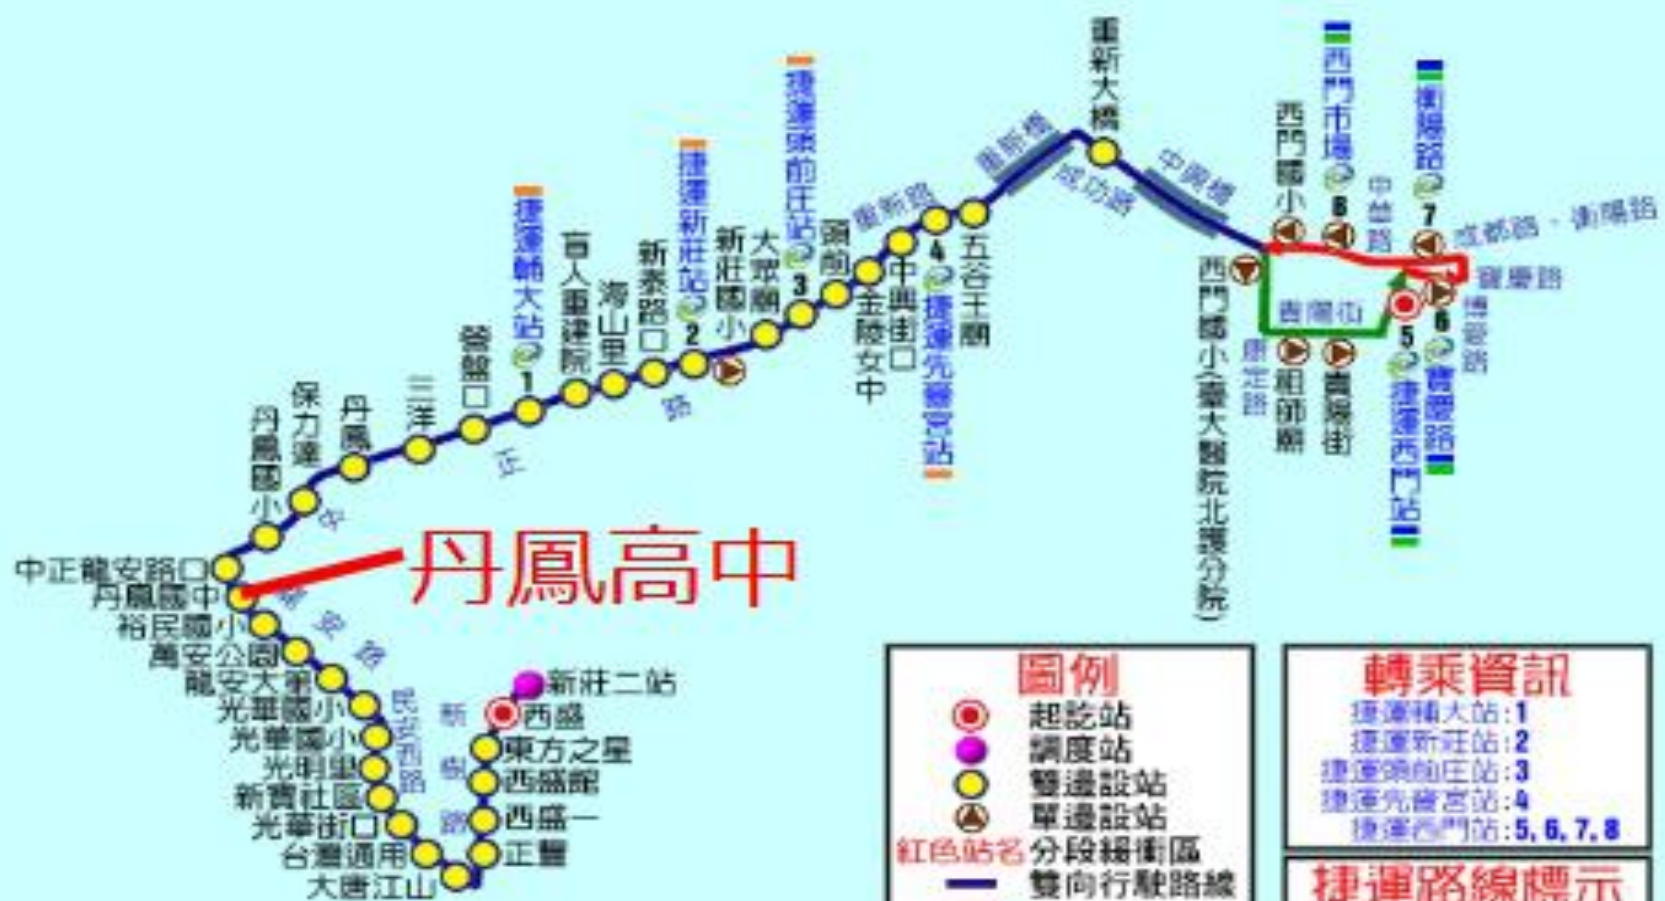 重新大橋
西門市場
8
衡陽路
7
捷運頭前庄站
3
捷運新莊站
2
捷運輔大站
1
西門國小
中華路
成都路、衡陽路
寶慶路
博愛路
重新橋
成功路
中興橋
重新路
五谷王廟
4
捷運先嗇宮站
中興街口
金陵女中
頭前
大眾廟
新莊國小
新泰路口
海山里
盲人重建院
營盤口
三洋
丹鳳
保力達
丹鳳國小
中
正
路
西門國小(臺大醫院北護分院)
康定路
貴陽街
祖師廟
貴陽街
5
捷運西門站
6
寶慶路
中正龍安路口
丹鳳國中
丹鳳高中
裕民國小
萬安公園
光華國小
光華國小
光明里
新寶社區
光華街口
台灣通用
大唐江山
龍安路
民安西路
新樹路
新莊二站
西盛
東方之星
西盛館
西盛一
正豐
圖例
起訖站
調度站
雙邊設站
單邊設站
紅色站名 分段緩衝區
雙向行駛路線
轉乘資訊
捷運輔大站:1
捷運新莊站:2
捷運頭前庄站:3
捷運先嗇宮站:4
捷運西門站:5,6,7,8
捷運路線標示